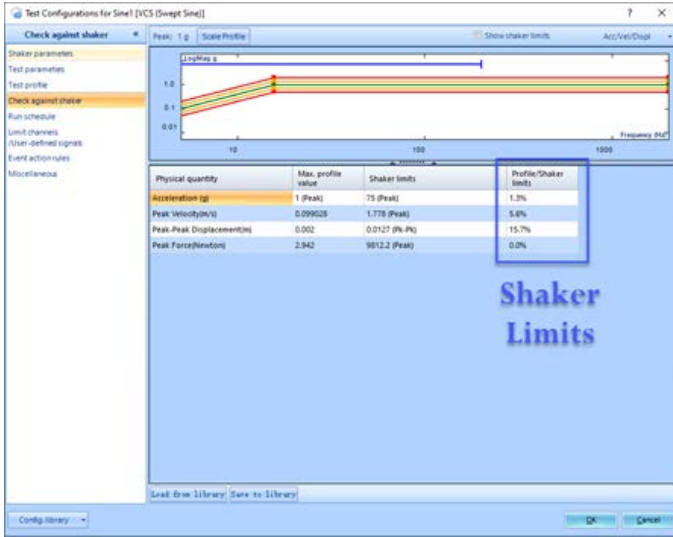 Test Configurations for Sine1 [VCS (Swept Sine)]
? X
Check against shaker «
Peak: 1 g Scale Profile Show shaker limits Acc/Vel/Displ
Shaker parameters
Test parameters
Test profile
Check against shaker
Run schedule
Limit channels
/User-defined signals
Event action rules
Miscellaneous
LogMag g
1.0
0.1
0.01
Frequency (Hz)
10 100 1000
Physical quantity Max. profile value Shaker limits Profile/Shaker limits
Acceleration (g) 1 (Peak) 75 (Peak) 1.3%
Peak Velocity(m/s) 0.099028 1.778 (Peak) 5.6%
Peak-Peak Displacement(m) 0.002 0.0127 (Pk-Pk) 15.7%
Peak Force(Newton) 2.942 9812.2 (Peak) 0.0%
Shaker
Limits
Load from library Save to library
Config.library OK Cancel